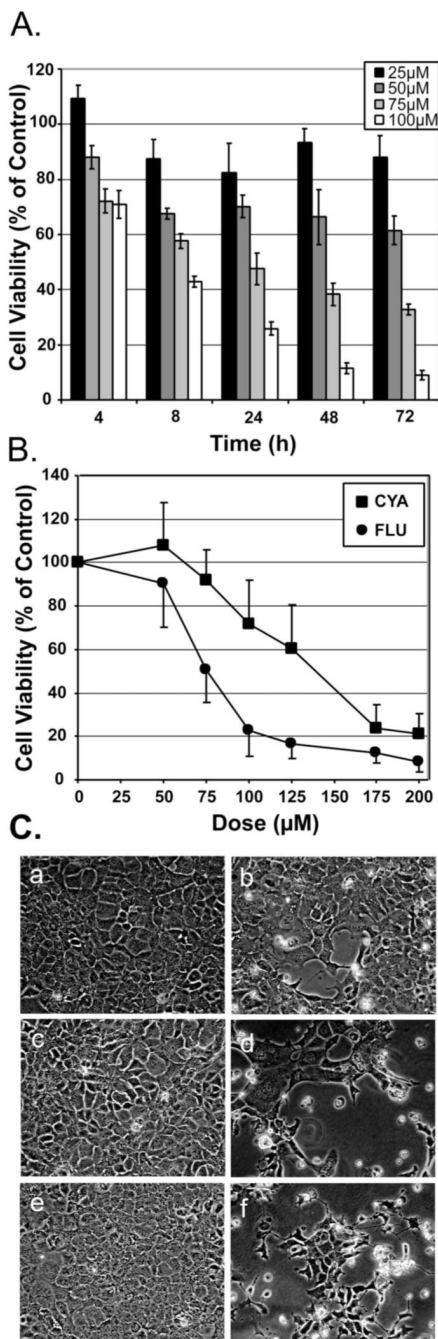 A.
Cell Viability (% of Control)
120
100
80
60
40
20
0
25µM
50µM
75µM
100µM
4 8 24 48 72
Time (h)
B.
Cell Viability (% of Control)
140
120
100
80
60
40
20
0
CYA
FLU
0 25 50 75 100 125 175 200
Dose (µM)
C.
a b
c d
e f